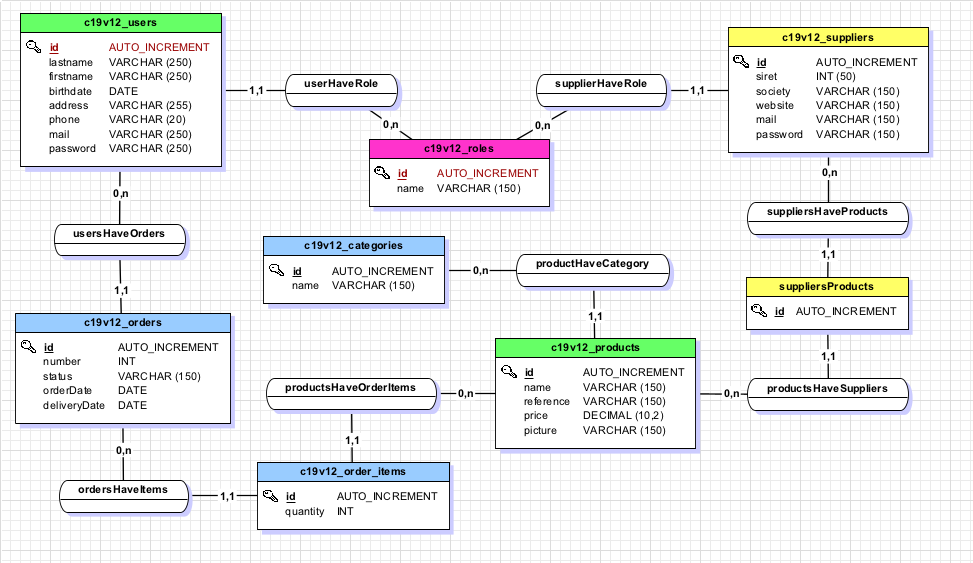 c19v12_users
id AUTO_INCREMENT
lastname VARCHAR (250)
firstname VARCHAR (250)
birthdate DATE
address VARCHAR (255)
phone VARCHAR (20)
mail VARCHAR (250)
password VARCHAR (250)
1,1
userHaveRole
0,n
supplierHaveRole
0,n
1,1
c19v12_suppliers
id AUTO_INCREMENT
siret INT (50)
society VARCHAR (150)
website VARCHAR (150)
mail VARCHAR (150)
password VARCHAR (150)
c19v12_roles
id AUTO_INCREMENT
name VARCHAR (150)
0,n
usersHaveOrders
1,1
0,n
suppliersHaveProducts
1,1
c19v12_categories
id AUTO_INCREMENT
name VARCHAR (150)
0,n
productHaveCategory
1,1
suppliersProducts
id AUTO_INCREMENT
1,1
c19v12_orders
id AUTO_INCREMENT
number INT
status VARCHAR (150)
orderDate DATE
deliveryDate DATE
c19v12_products
id AUTO_INCREMENT
name VARCHAR (150)
reference VARCHAR (150)
price DECIMAL (10,2)
picture VARCHAR (150)
productsHaveOrderItems
0,n
0,n
productsHaveSuppliers
1,1
0,n
ordersHaveItems
1,1
c19v12_order_items
id AUTO_INCREMENT
quantity INT